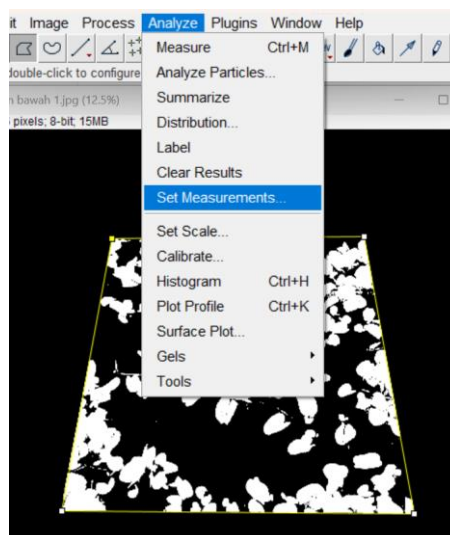 it Image Process Analyze Plugins Window Help
double-click to configure
n bawah 1.jpg (12.5%)
pixels; 8-bit; 15MB
Measure Ctrl+M
Analyze Particles...
Summarize
Distribution...
Label
Clear Results
Set Measurements...
Set Scale...
Calibrate...
Histogram Ctrl+H
Plot Profile Ctrl+K
Surface Plot...
Gels
Tools